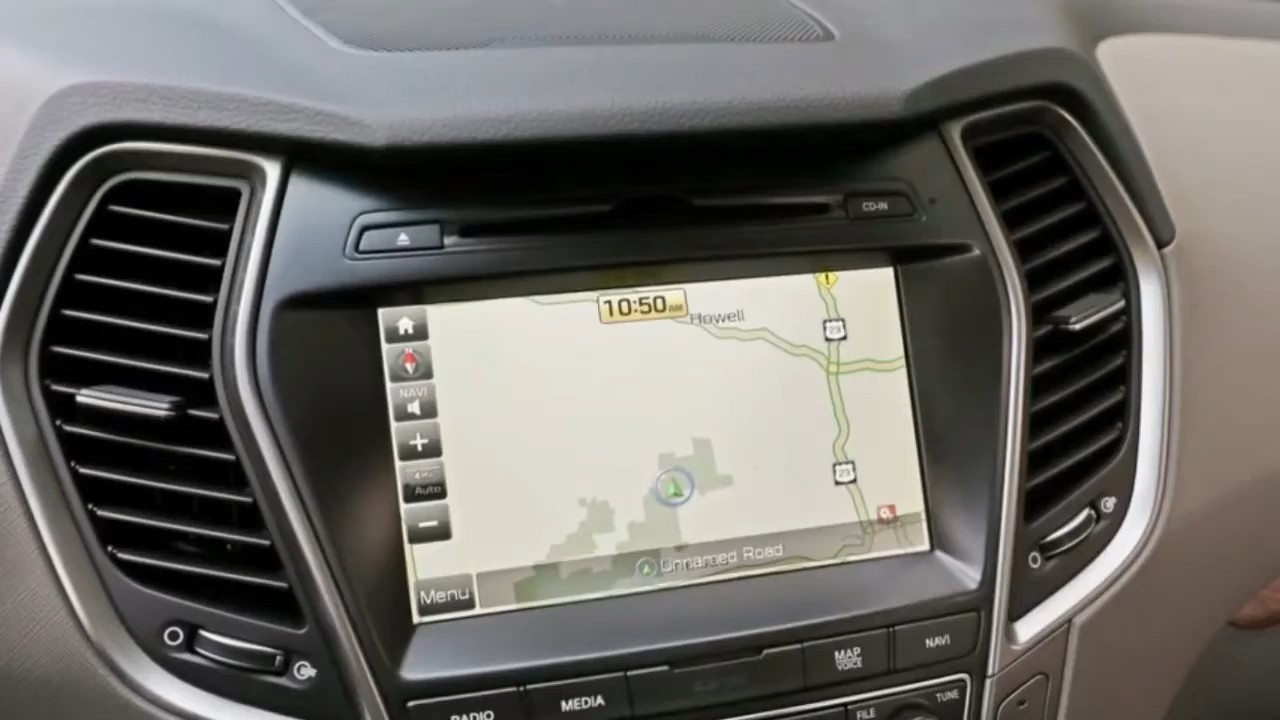 CD-IN
10:50 AM
Howell
23
NAVI
23
Auto
Unnamed Road
Menu
MAP
VOICE
NAVI
MEDIA
RADIO
FILE
TUNE